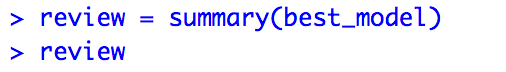 > review = summary(best_model)
> review